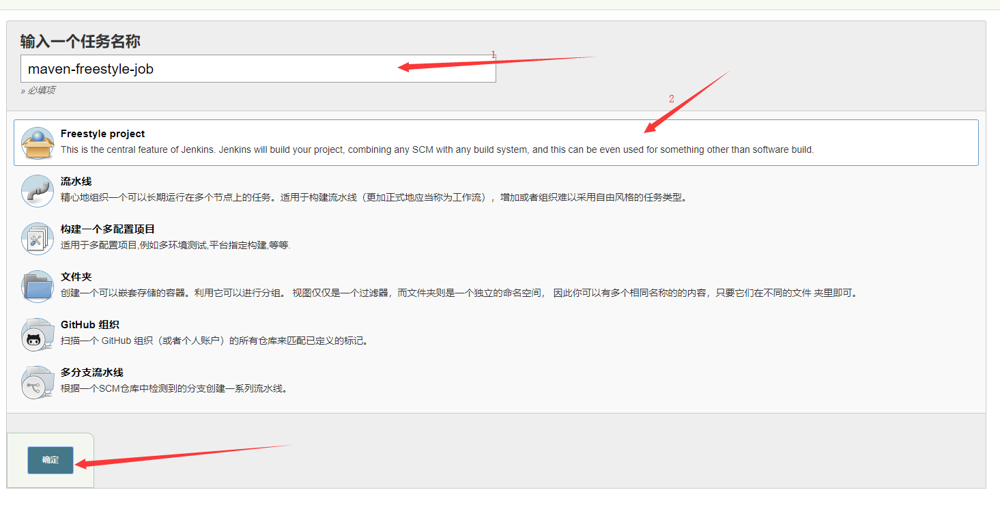 输入一个任务名称
1
maven-freestyle-job
» 必填项
2
Freestyle project
This is the central feature of Jenkins. Jenkins will build your project, combining any SCM with any build system, and this can be even used for something other than software build.
流水线
精心地组织一个可以长期运行在多个节点上的任务。适用于构建流水线（更加正式地应当称为工作流），增加或者组织难以采用自由风格的任务类型。
构建一个多配置项目
适用于多配置项目,例如多环境测试,平台指定构建,等等.
文件夹
创建一个可以嵌套存储的容器。利用它可以进行分组。 视图仅仅是一个过滤器，而文件夹则是一个独立的命名空间， 因此你可以有多个相同名称的的内容，只要它们在不同的文件 夹里即可。
GitHub 组织
扫描一个 GitHub 组织（或者个人账户）的所有仓库来匹配已定义的标记。
多分支流水线
根据一个SCM仓库中检测到的分支创建一系列流水线。
确定